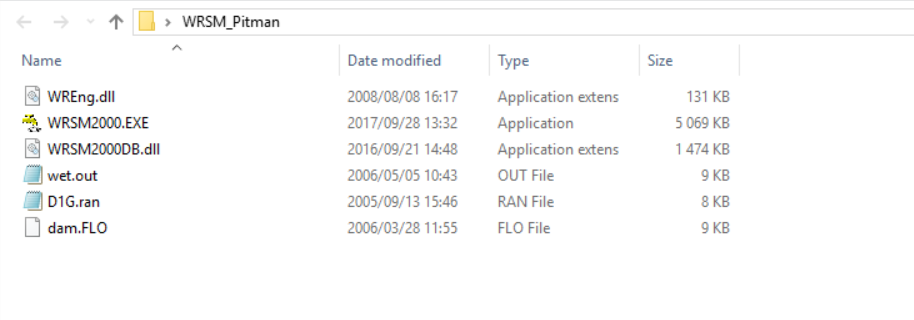 WRSM_Pitman
Name Date modified Type Size
WREng.dll 2008/08/08 16:17 Application extens 131 KB
WRSM2000.EXE 2017/09/28 13:32 Application 5 069 KB
WRSM2000DB.dll 2016/09/21 14:48 Application extens 1 474 KB
wet.out 2006/05/05 10:43 OUT File 9 KB
D1G.ran 2005/09/13 15:46 RAN File 8 KB
dam.FLO 2006/03/28 11:55 FLO File 9 KB